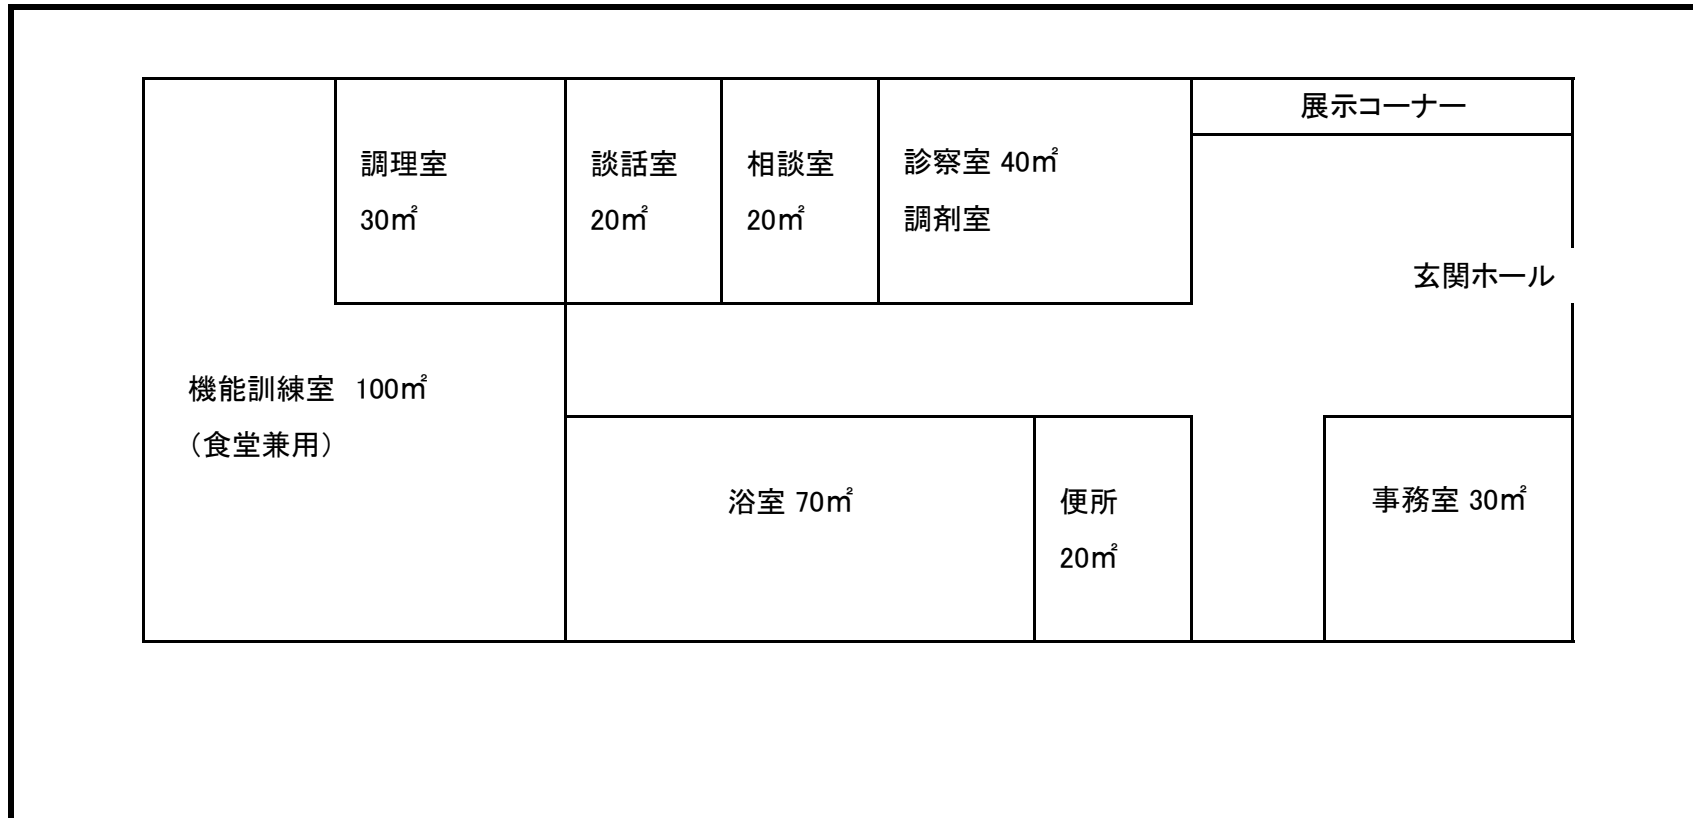 展示コーナー
調理室
30㎡
談話室
20㎡
相談室
20㎡
診察室 40㎡
調剤室
玄関ホール
機能訓練室　100㎡
（食堂兼用）
浴室 70㎡
便所
20㎡
事務室 30㎡